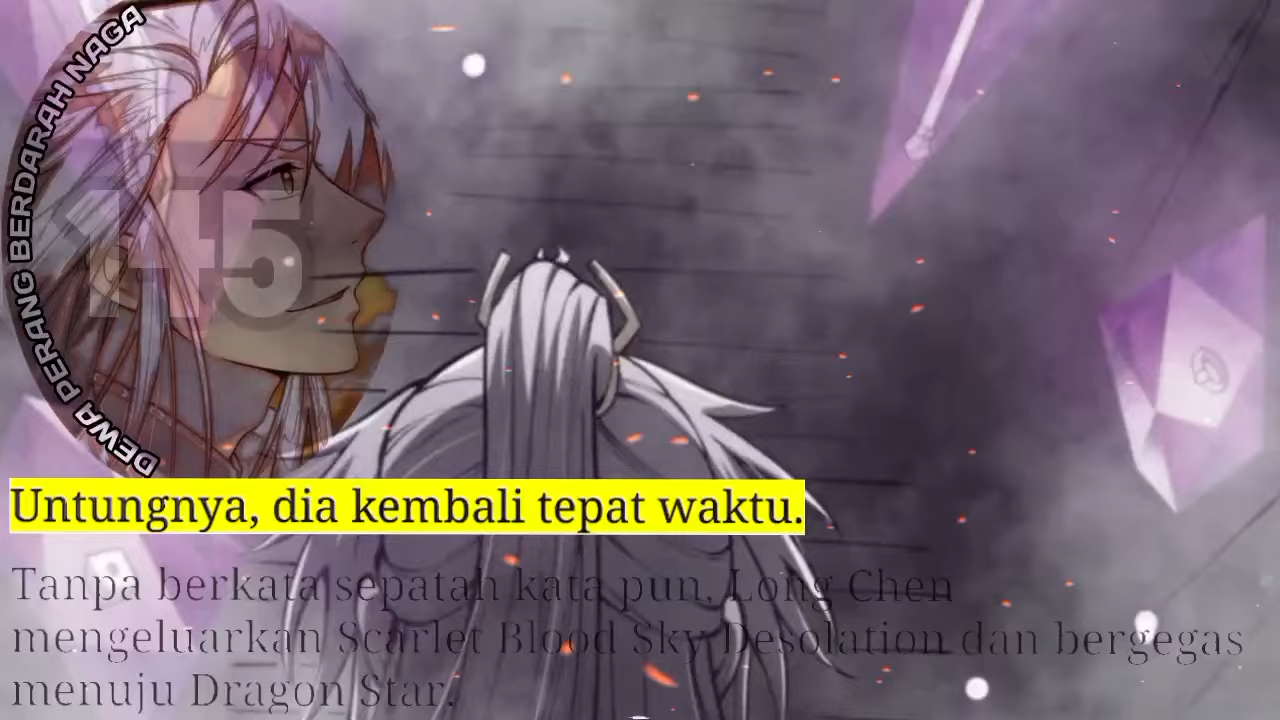 DEWA PERANG BERDARAH NAGA
145
Untungnya, dia kembali tepat waktu.
Tanpa berkata sepatah kata pun, Long Chen
mengeluarkan Scarlet Blood Sky Desolation dan bergegas
menuju Dragon Star.